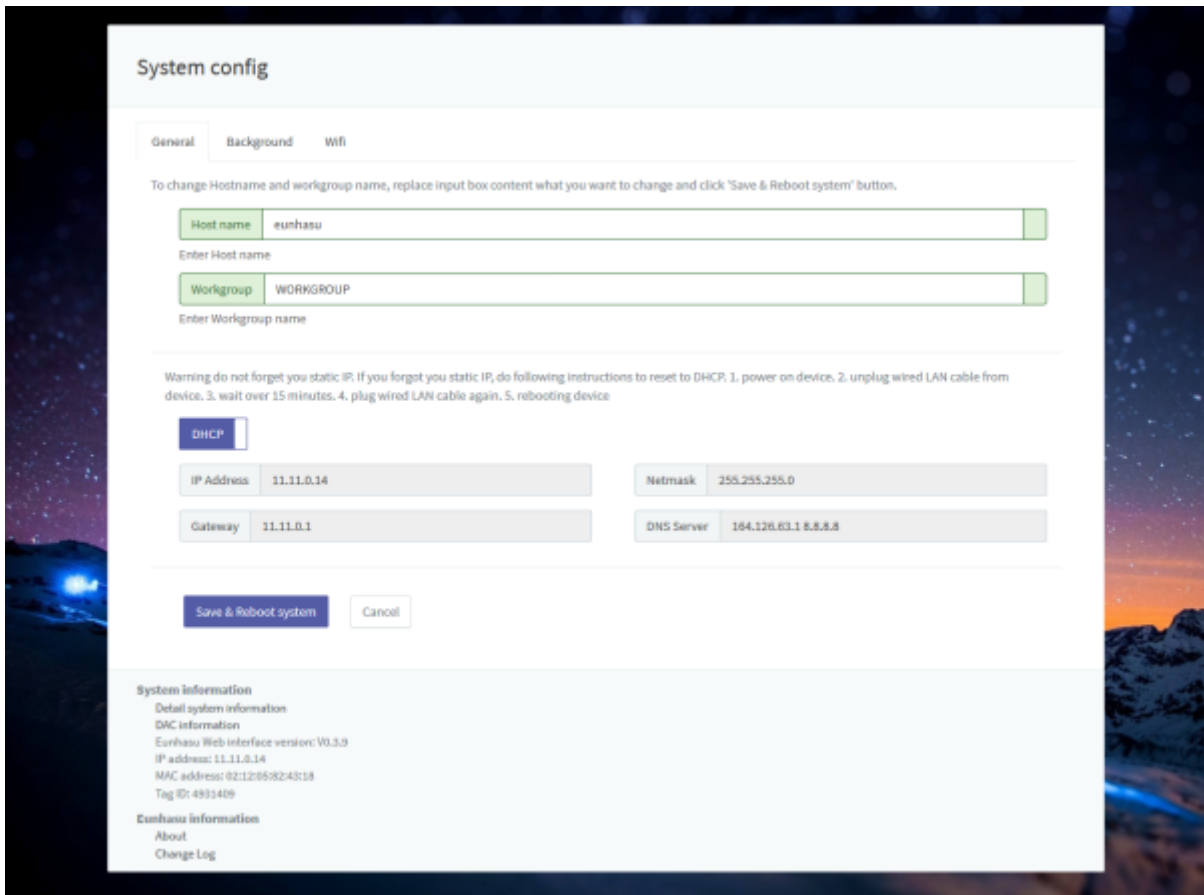 System config
General Background Wifi
To change Hostname and workgroup name, replace input box content what you want to change and click 'Save & Reboot system' button.
Host name eunhasu
Enter Host name
Workgroup WORKGROUP
Enter Workgroup name
Warning do not forget you static IP. If you forgot you static IP, do following instructions to reset to DHCP. 1. power on device. 2. unplug wired LAN cable from
device. 3. wait over 15 minutes. 4. plug wired LAN cable again. 5. rebooting device
DHCP
IP Address 11.11.0.14 Netmask 255.255.255.0
Gateway 11.11.0.1 DNS Server 164.126.63.1 8.8.8.8
Save & Reboot system Cancel
System information
Detail system information
DAC information
Eunhasu Web interface version: V0.3.9
IP address: 11.11.0.14
MAC address: 02:12:05:82:43:18
Tag ID: 4931409
Eunhasu information
About
Change Log